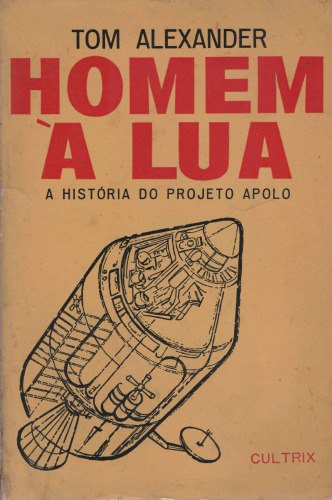 TOM ALEXANDER
HOMEM
À LUA
A HISTÓRIA DO PROJETO APOLO
CULTRIX